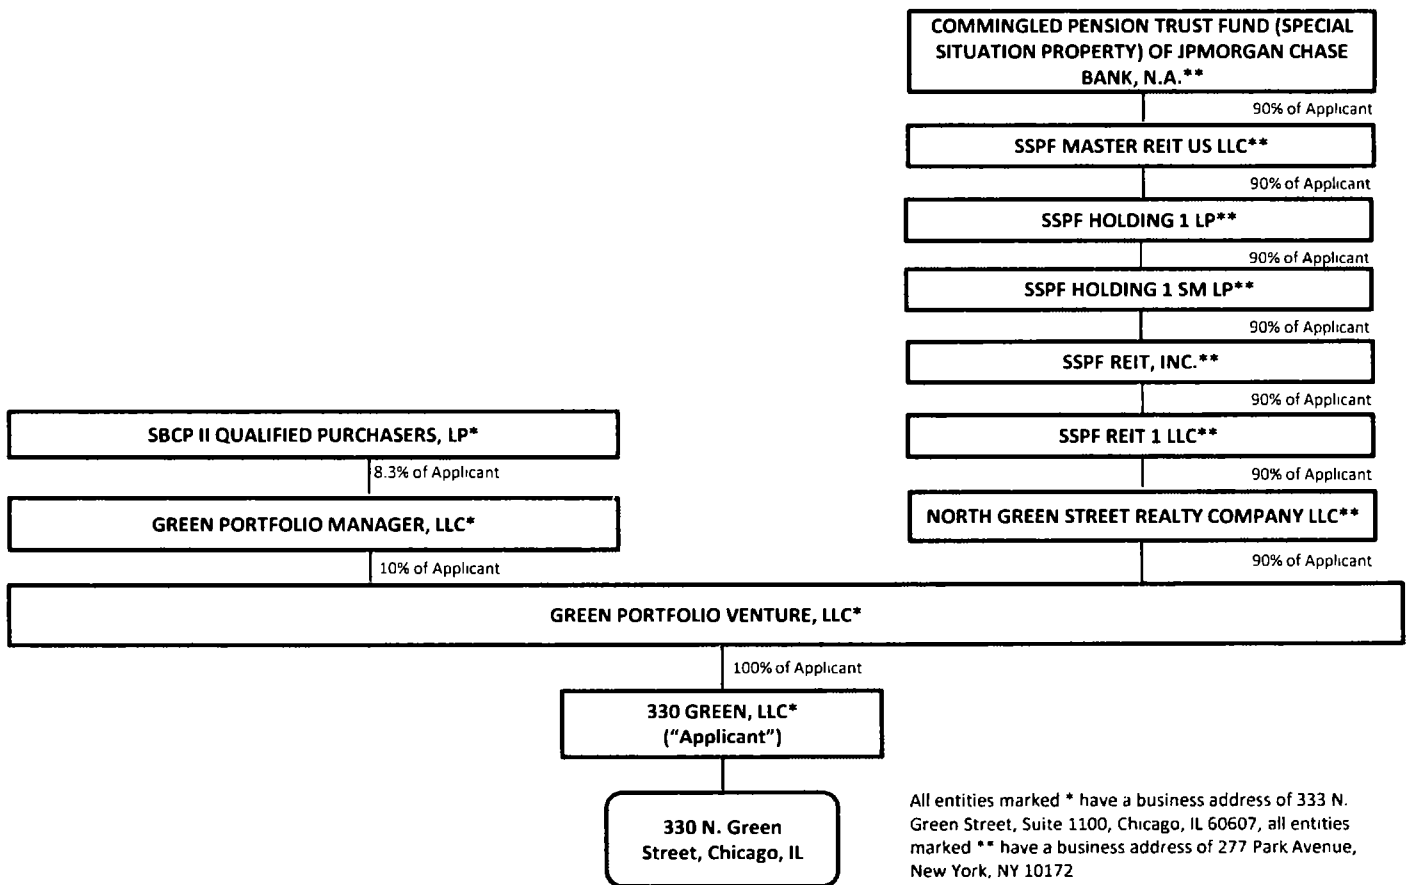 COMMINGLED PENSION TRUST FUND (SPECIAL
SITUATION PROPERTY) OF JPMORGAN CHASE
BANK, N.A.**
90% of Applicant
SSPF MASTER REIT US LLC**
90% of Applicant
SSPF HOLDING 1 LP**
90% of Applicant
SSPF HOLDING 1 SM LP**
90% of Applicant
SSPF REIT, INC.**
90% of Applicant
SSPF REIT 1 LLC**
90% of Applicant
NORTH GREEN STREET REALTY COMPANY LLC**
90% of Applicant
SBCP II QUALIFIED PURCHASERS, LP*
8.3% of Applicant
GREEN PORTFOLIO MANAGER, LLC*
10% of Applicant
GREEN PORTFOLIO VENTURE, LLC*
100% of Applicant
330 GREEN, LLC*
("Applicant")
330 N. Green
Street, Chicago, IL
All entities marked * have a business address of 333 N.
Green Street, Suite 1100, Chicago, IL 60607, all entities
marked ** have a business address of 277 Park Avenue,
New York, NY 10172